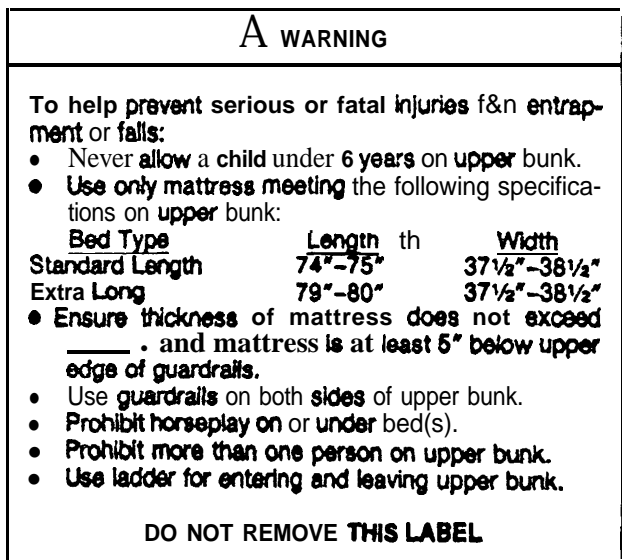 A WARNING
To help prevent serious or fatal injuries f&n entrap-
ment or falls:
• Never allow a child under 6 years on upper bunk.
• Use only mattress meeting the following specifica-
tions on upper bunk:
Bed Type Length th Width
Standard Length 74"–75" 37½"–38½"
Extra Long 79"–80" 37½"–38½"
• Ensure thickness of mattress does not exceed
____ . and mattress is at least 5" below upper
edge of guardrails.
• Use guardrails on both sides of upper bunk.
• Prohibit horseplay on or under bed(s).
• Prohibit more than one person on upper bunk.
• Use ladder for entering and leaving upper bunk.
DO NOT REMOVE THIS LABEL